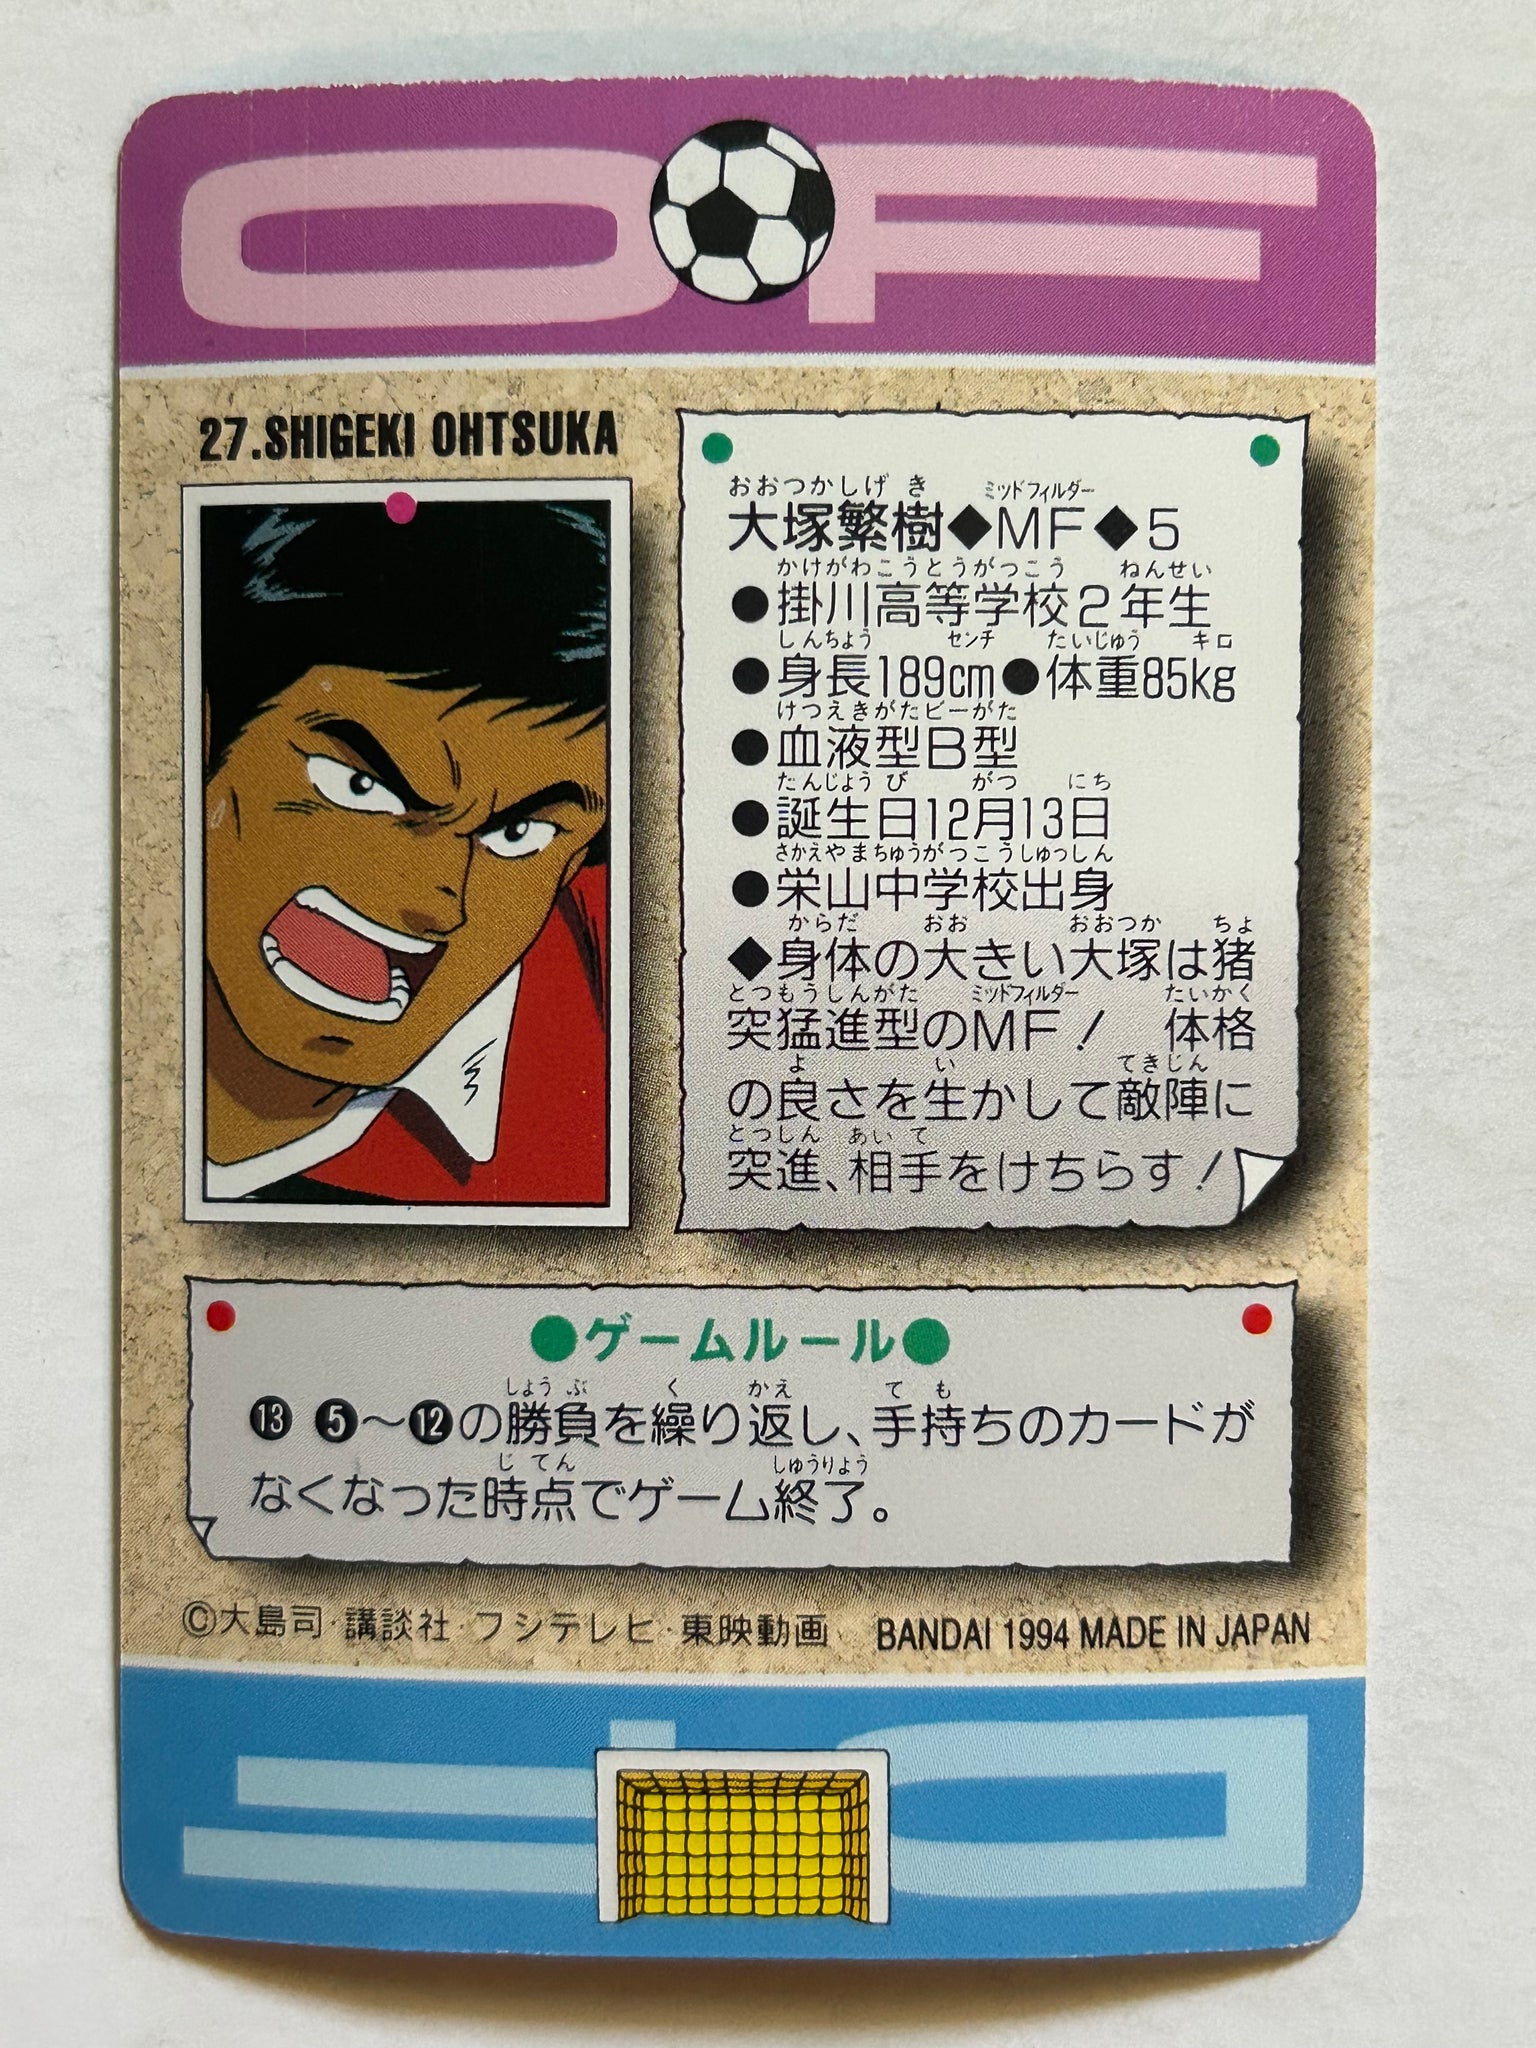 OF
27.SHIGEKI OHTSUKA
おおつかしげき ミッドフィルダー
大塚繁樹◆MF◆5
かけがわこうとうがっこう ねんせい
●掛川高等学校2年生
しんちょう センチ たいじゅう キロ
●身長189cm●体重85kg
けつえきがたビーがた
●血液型B型
たんじょうび がつ にち
●誕生日12月13日
さかえやまちゅうがっこうしゅっしん
●栄山中学校出身
からだ おお おおつか ちょ
◆身体の大きい大塚は猪
とつもうしんがた ミッドフィルダー たいかく
突猛進型のMF! 体格
よ い てきじん
の良さを生かして敵陣に
とっしん あいて
突進、相手をけちらす!
●ゲームルール●
しょうぶ く かえ ても
⓭ ❺〜⓬の勝負を繰り返し、手持ちのカードが
じてん しゅうりょう
なくなった時点でゲーム終了。
©大島司・講談社・フジテレビ・東映動画 BANDAI 1994 MADE IN JAPAN
DF